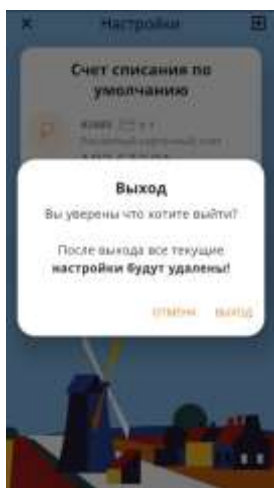 Настройки
Счет списания по
умолчанию
Выход
Вы уверены что хотите выйти?
После выхода все текущие
настройки будут удалены!
ОТМЕНА ВЫХОД